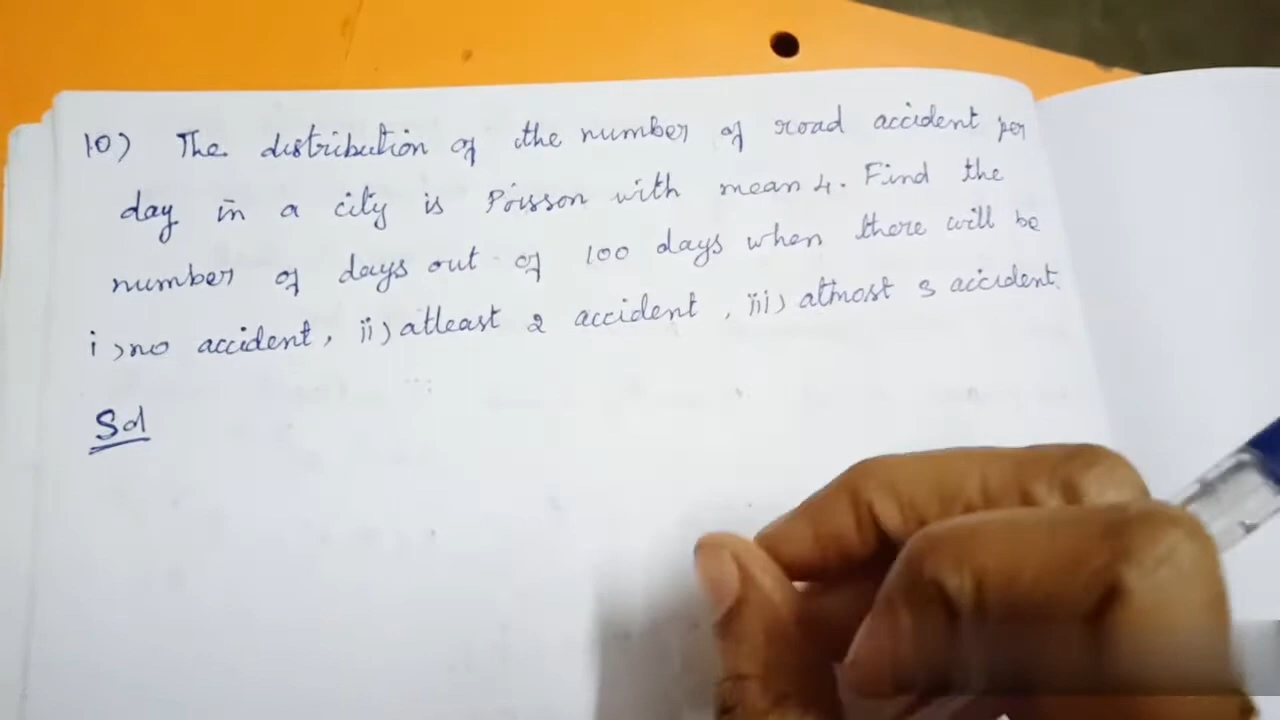 10) The distribution of the number of road accident per
day in a city is Poisson with mean 4. Find the
number of days out of 100 days when there will be
i) no accident, ii) atleast 2 accident, iii) atmost 3 accident.
Sol